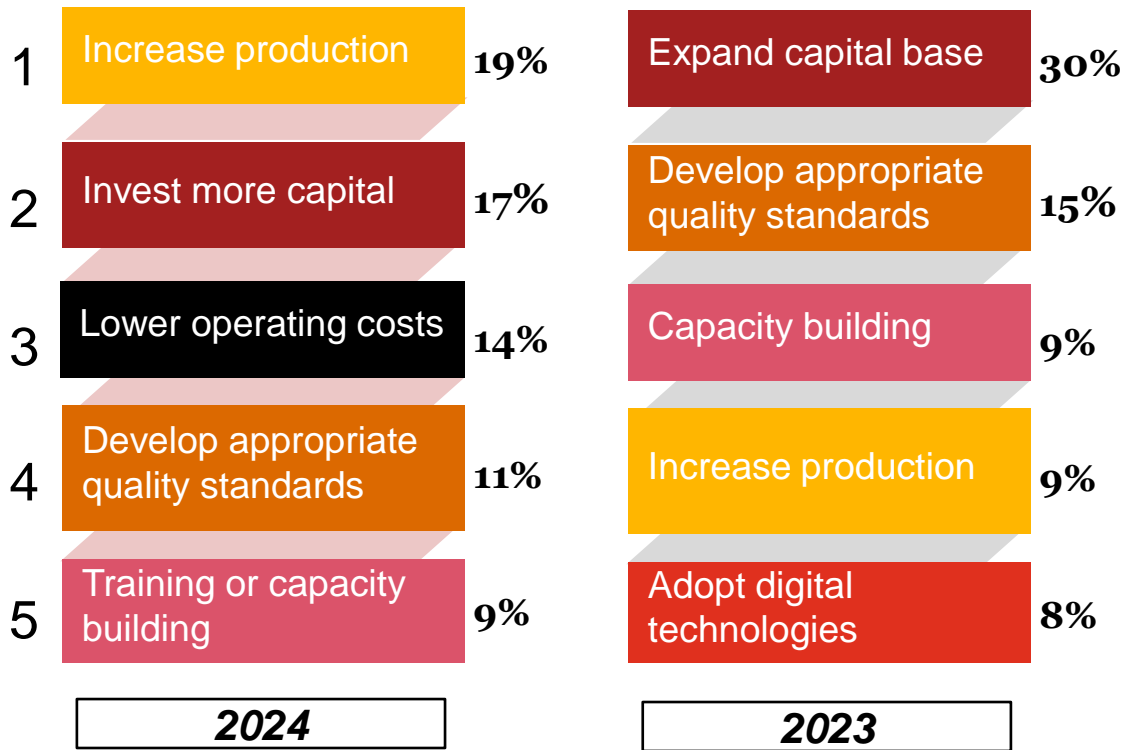 1
Increase production
19%
Expand capital base
30%
2
Invest more capital
17%
Develop appropriate
quality standards
15%
3
Lower operating costs
14%
Capacity building
9%
4
Develop appropriate
quality standards
11%
Increase production
9%
5
Training or capacity
building
9%
Adopt digital
technologies
8%
2024
2023